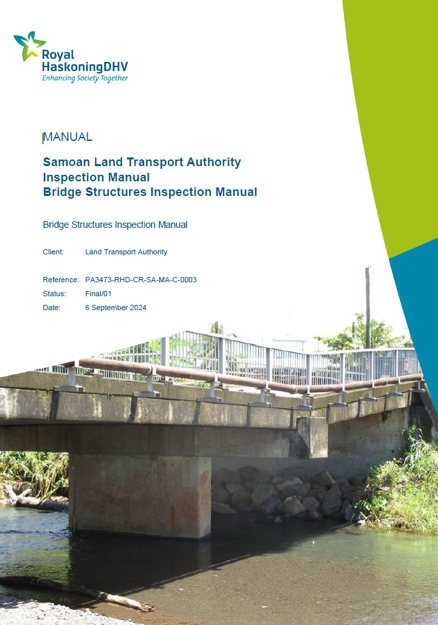 Royal
HaskoningDHV
Enhancing Society Together
MANUAL
Samoan Land Transport Authority
Inspection Manual
Bridge Structures Inspection Manual
Bridge Structures Inspection Manual
Client: Land Transport Authority
Reference: PA3473-RHD-CR-SA-MA-C-0003
Status: Final/01
Date: 6 September 2024